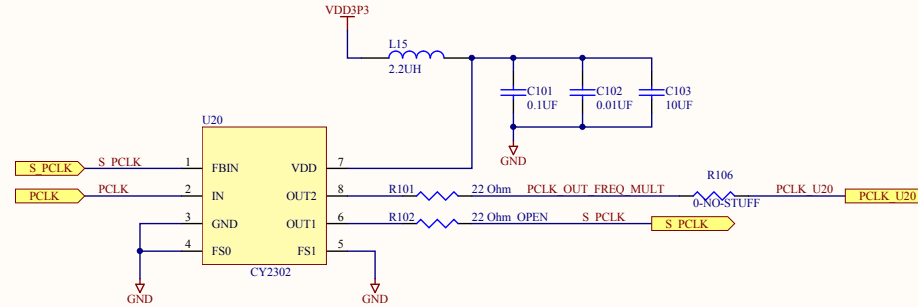 VDD3P3
L15
2.2UH
C101
0.1UF
C102
0.01UF
C103
10UF
GND
U20
S_PCLK
S_PCLK
1
FBIN
VDD
7
PCLK
PCLK
2
IN
OUT2
8
R101
22 Ohm
PCLK_OUT_FREQ_MULT
R106
0-NO-STUFF
PCLK_U20
PCLK_U20
3
GND
OUT1
6
R102
22 Ohm_OPEN
S_PCLK
S_PCLK
4
FS0
FS1
5
CY2302
GND
GND